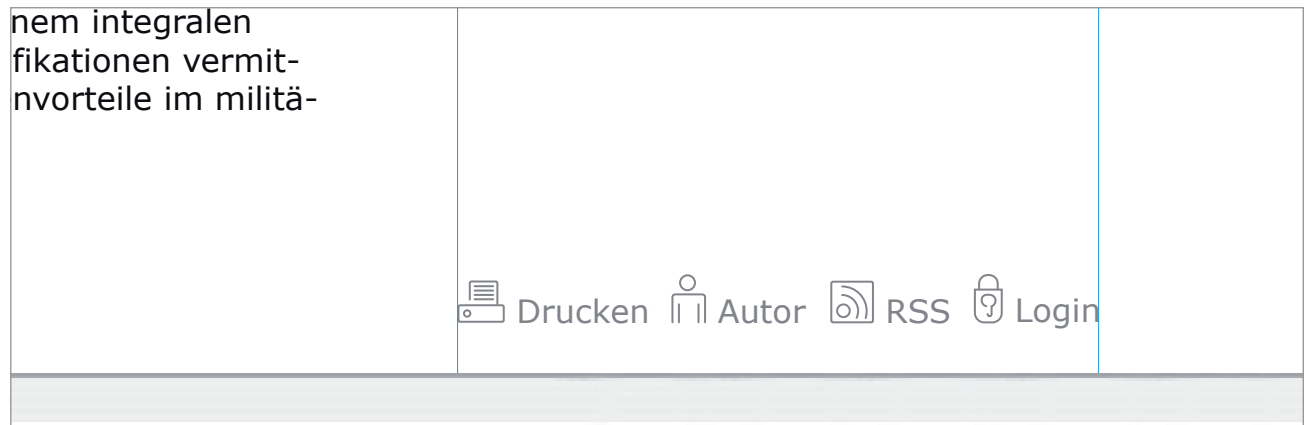 nem integralen
fikationen vermit-
nvorteile im militä-
Drucken Autor RSS Login